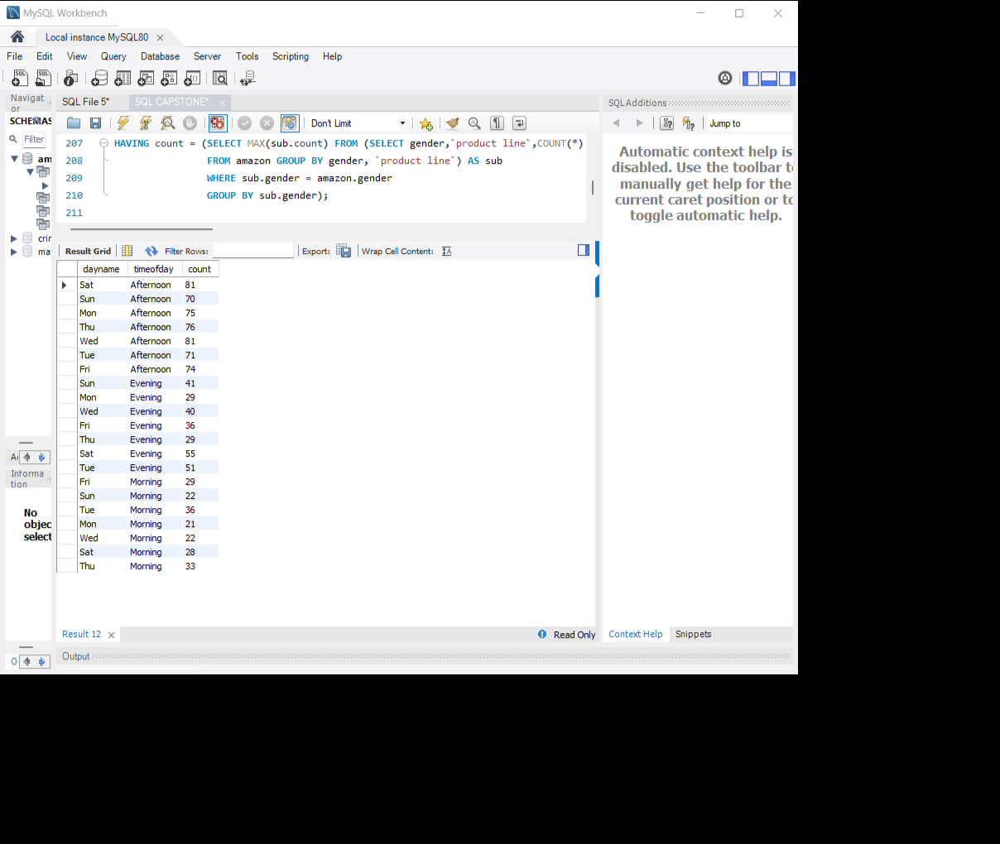 MySQL Workbench
Local instance MySQL80
File Edit View Query Database Server Tools Scripting Help
Navigat
or
SCHEMAS
Filter
am
crin
ma
Informa
tion
No
objec
select
SQL File 5*
SQL CAPSTONE*
Don't Limit
207 HAVING count = (SELECT MAX(sub.count) FROM (SELECT gender,`product line`,COUNT(*)
208 FROM amazon GROUP BY gender, `product line`) AS sub
209 WHERE sub.gender = amazon.gender
210 GROUP BY sub.gender);
211
Result Grid Filter Rows: Export: Wrap Cell Content:
dayname timeofday count
Sat Afternoon 81
Sun Afternoon 70
Mon Afternoon 75
Thu Afternoon 76
Wed Afternoon 81
Tue Afternoon 71
Fri Afternoon 74
Sun Evening 41
Mon Evening 29
Wed Evening 40
Fri Evening 36
Thu Evening 29
Sat Evening 55
Tue Evening 51
Fri Morning 29
Sun Morning 22
Tue Morning 36
Mon Morning 21
Wed Morning 22
Sat Morning 28
Thu Morning 33
Result 12
Read Only
Output
SQLAdditions
Jump to
Automatic context help is
disabled. Use the toolbar to
manually get help for the
current caret position or to
toggle automatic help.
Context Help Snippets